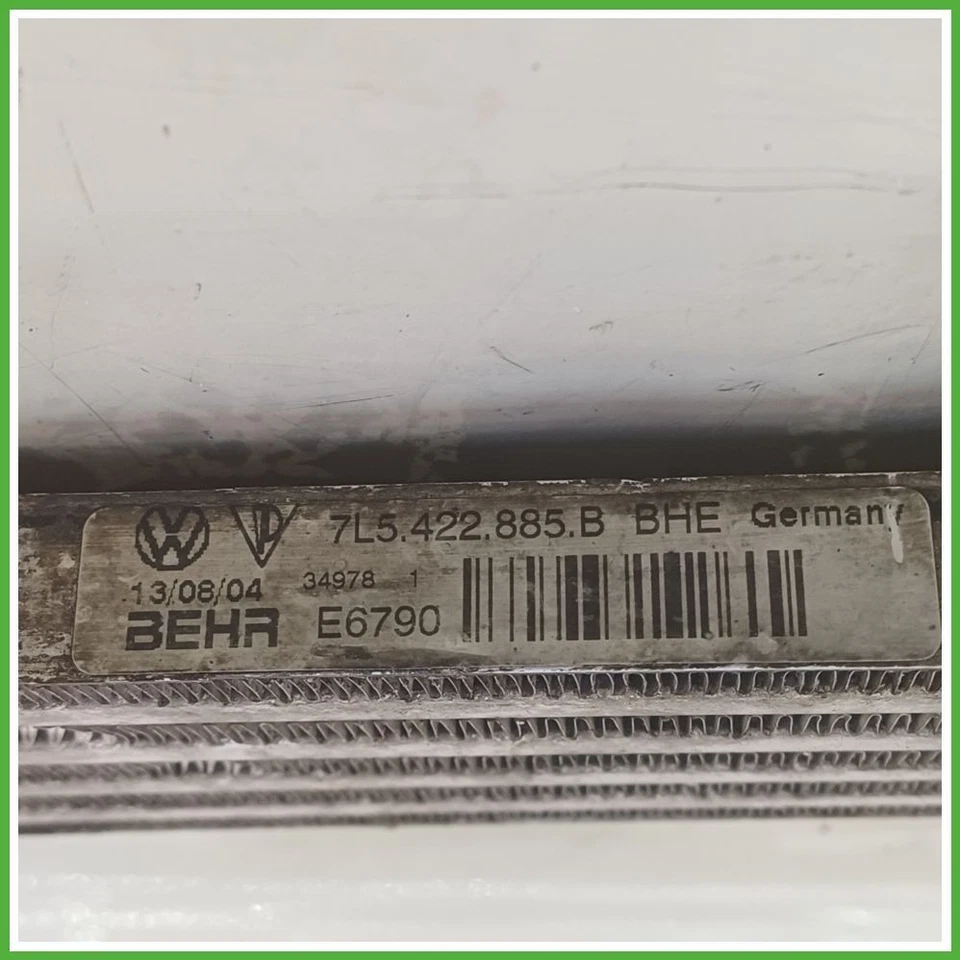 7L5.422.885.B BHE Germany
13/08/04 34978 1
BEHR E6790